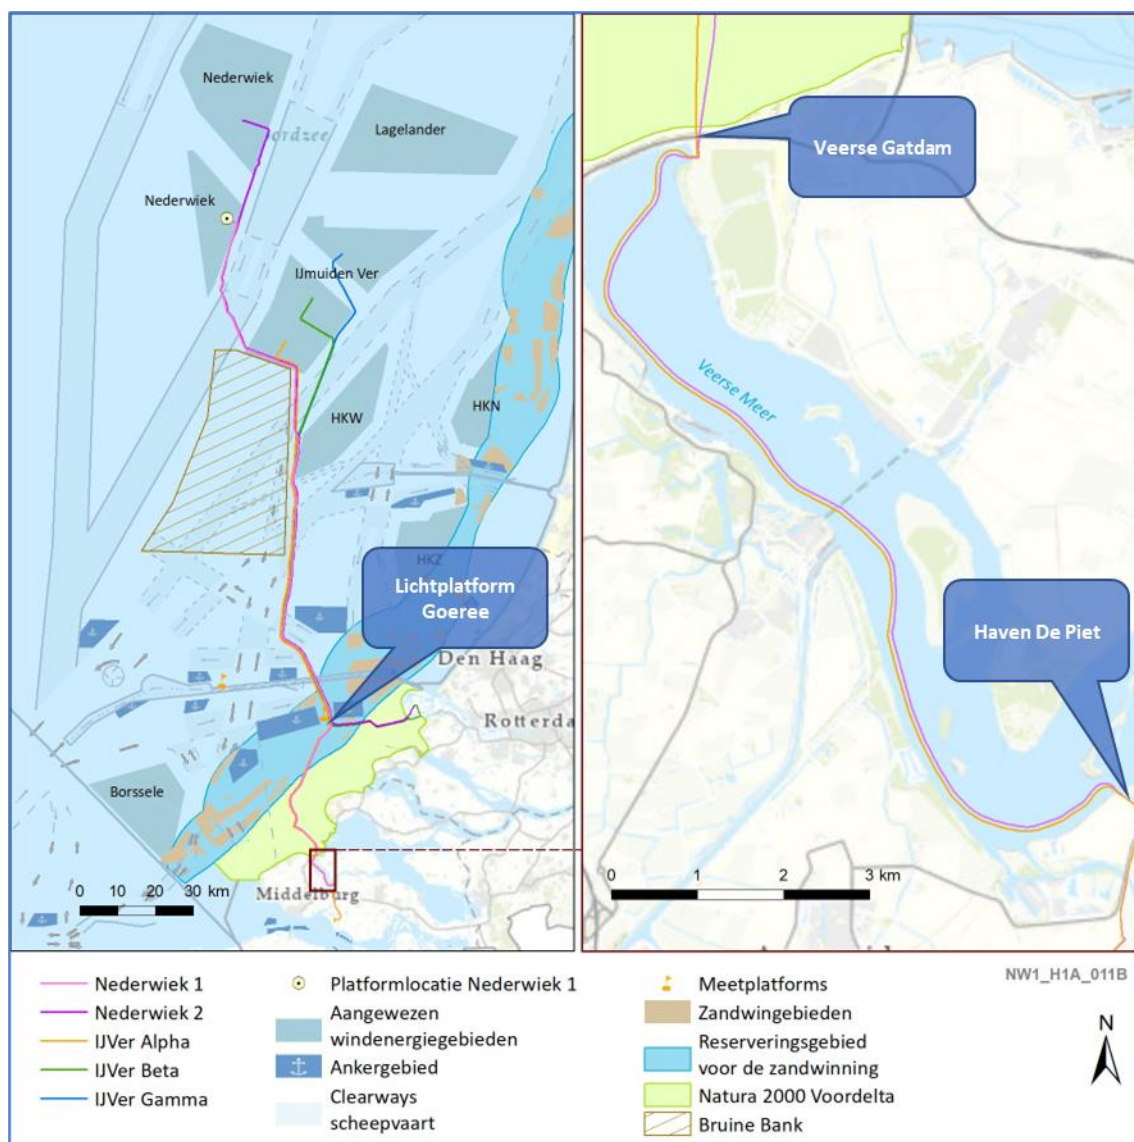 Nederwiek
ordzee
Lagelander
Nederwiek
IJmuiden Ver
HKW
HKN
HKZ
Lichtplatform
Goeree
Den Haag
Rotterda
Borssele
0 10 20 30 km
Middelburg
Veerse Gatdam
Veerse Meer
Haven De Piet
0 1 2 3 km
Nederwiek 1
Nederwiek 2
IJVer Alpha
IJVer Beta
IJVer Gamma
Platformlocatie Nederwiek 1
Aangewezen
windenergiegebieden
Ankergebied
Clearways
scheepvaart
Meetplatforms
Zandwingebieden
Reserveringsgebied
voor de zandwinning
Natura 2000 Voordelta
Bruine Bank
NW1_H1A_011B
N